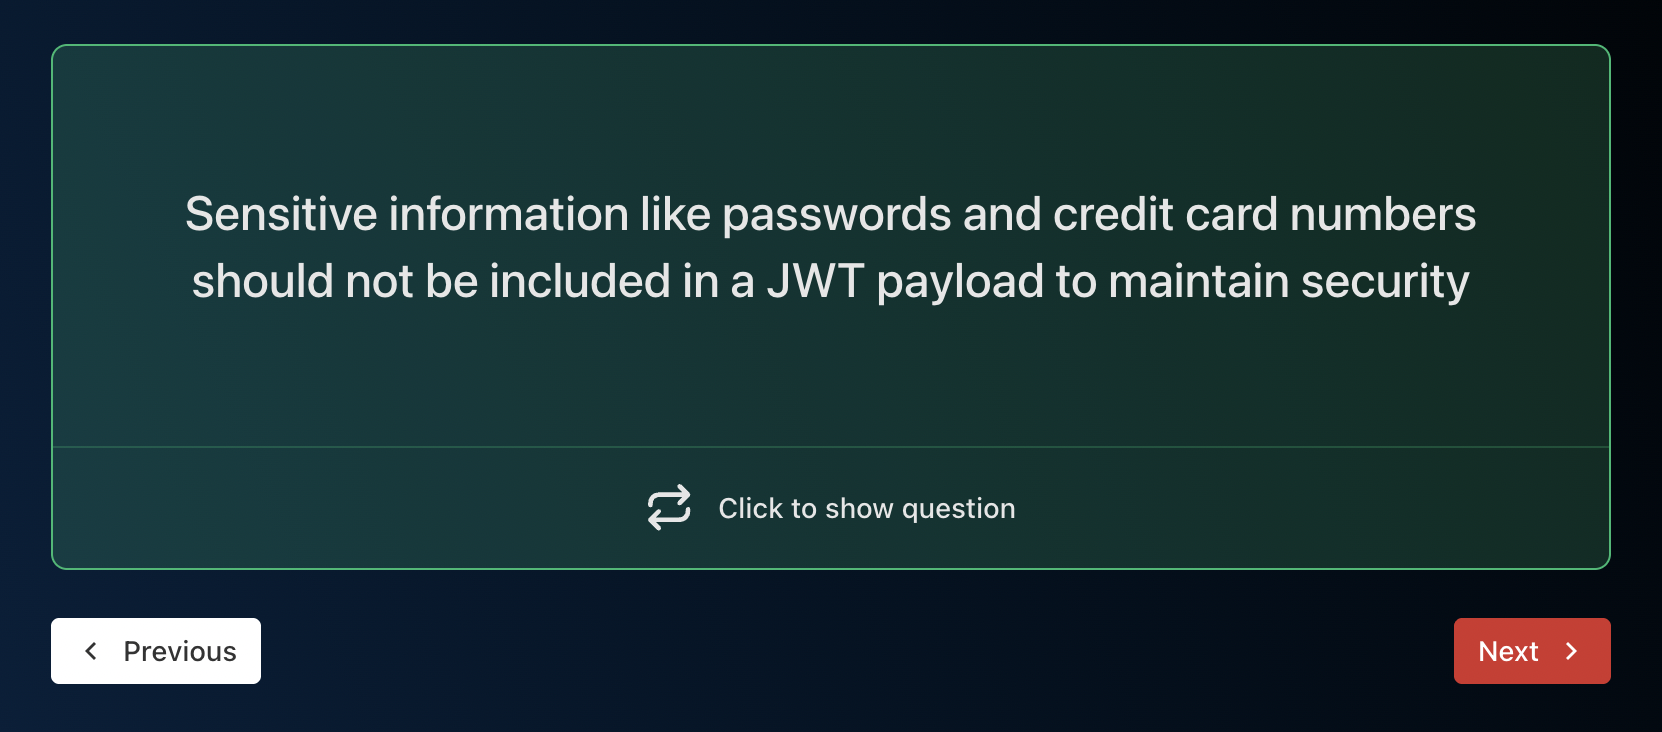 Sensitive information like passwords and credit card numbers
should not be included in a JWT payload to maintain security
Click to show question
Previous
Next